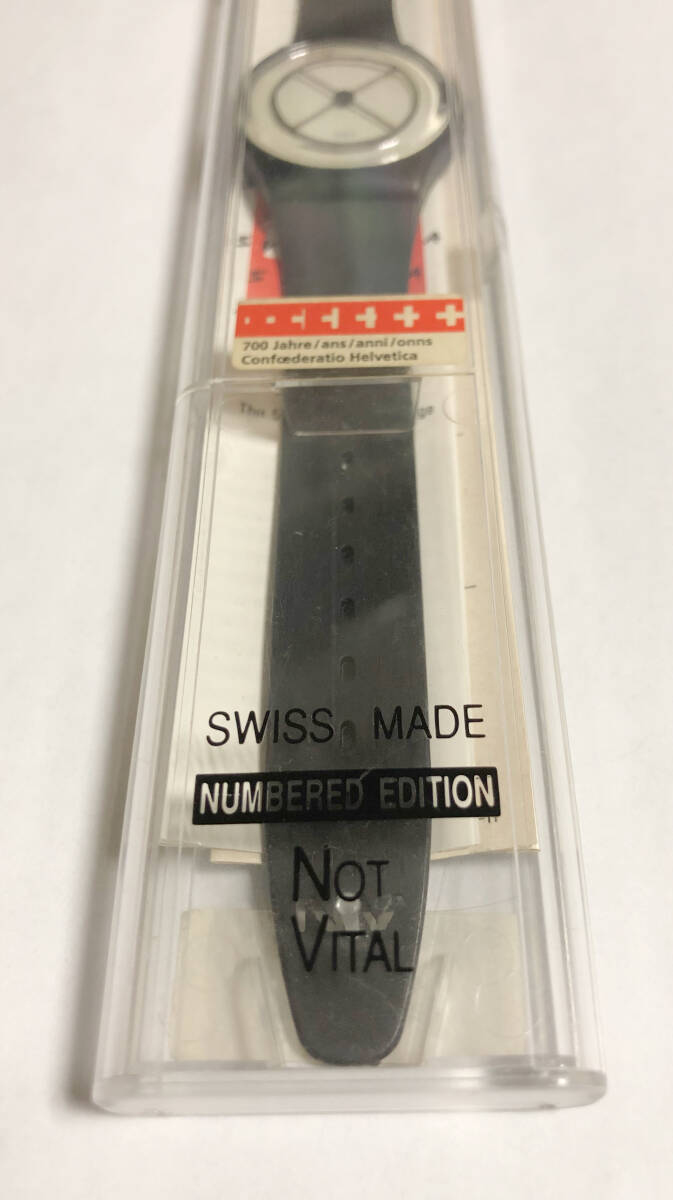 700 Jahre/ans/anni/onns
Confœderatio Helvetica
SWISS MADE
NUMBERED EDITION
NOT
VITAL